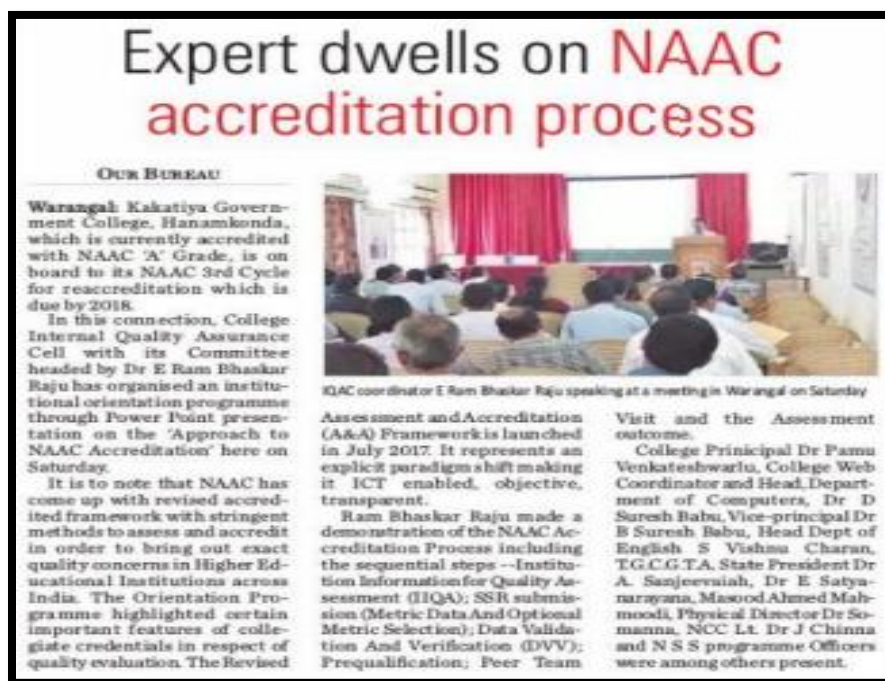 Expert dwells on NAAC
accreditation process
OUR BUREAU
Warangal: Kakatiya Govern-
ment College, Hanamkonda,
which is currently accredited
with NAAC 'A' Grade, is on
board to its NAAC 3rd Cycle
for reaccreditation which is
due by 2018.
In this connection, College
Internal Quality Assurance
Cell with its Committee
headed by Dr E Ram Bhaskar
Raju has organised an institu-
tional orientation programme
through Power Point presen-
tation on the 'Approach to
NAAC Accreditation' here on
Saturday.
It is to note that NAAC has
come up with revised accred-
ited framework with stringent
methods to assess and accredit
in order to bring out exact
quality concerns in Higher Ed-
ucational Institutions across
India. The Orientation Pro-
gramme highlighted certain
important features of colle-
giate credentials in respect of
quality evaluation. The Revised
IQAC coordinator E Ram Bhaskar Raju speaking at a meeting in Warangal on Saturday
Assessment and Accreditation
(A&A) Framework is launched
in July 2017. It represents an
explicit paradigm shift making
it ICT enabled, objective,
transparent.
Ram Bhaskar Raju made a
demonstration of the NAAC Ac-
creditation Process including
the sequential steps --Institu-
tion Information for Quality As-
sessment (IIQA); SSR submis-
sion (Metric Data And Optional
Metric Selection); Data Valida-
tion And Verification (DVV);
Prequalification; Peer Team
Visit and the Assessment
outcome.
College Prinicipal Dr Pamu
Venkateshwarlu, College Web
Coordinator and Head, Depart-
ment of Computers, Dr D
Suresh Babu, Vice-principal Dr
B Suresh Babu, Head Dept of
English S Vishnu Charan,
T.G.C.G.T.A, State President Dr
A. Sanjeevaiah, Dr E Satya-
narayana, Masood Ahmed Mah-
moodi, Physical Director Dr So-
manna, NCC Lt. Dr J Chinna
and N S S programme Officers
were among others present.